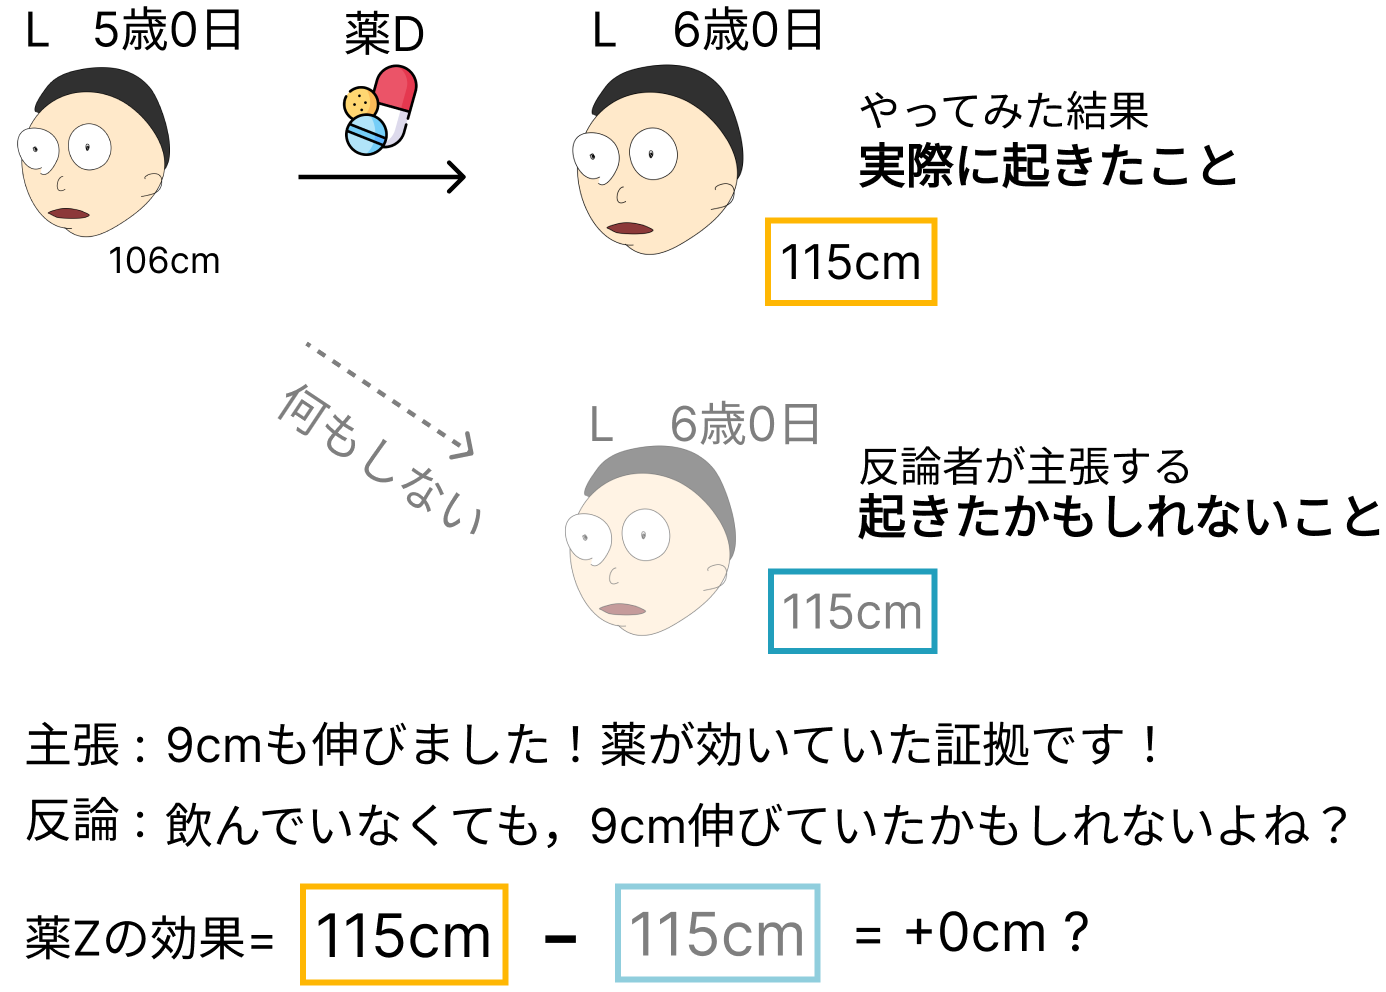 L 5歳0日
薬D
L 6歳0日
やってみた結果
実際に起きたこと
106cm
115cm
何もしない
L 6歳0日
反論者が主張する
起きたかもしれないこと
115cm
主張：9cmも伸びました！薬が効いていた証拠です！
反論：飲んでいなくても，9cm伸びていたかもしれないよね？
薬Zの効果= 115cm − 115cm = +0cm ?